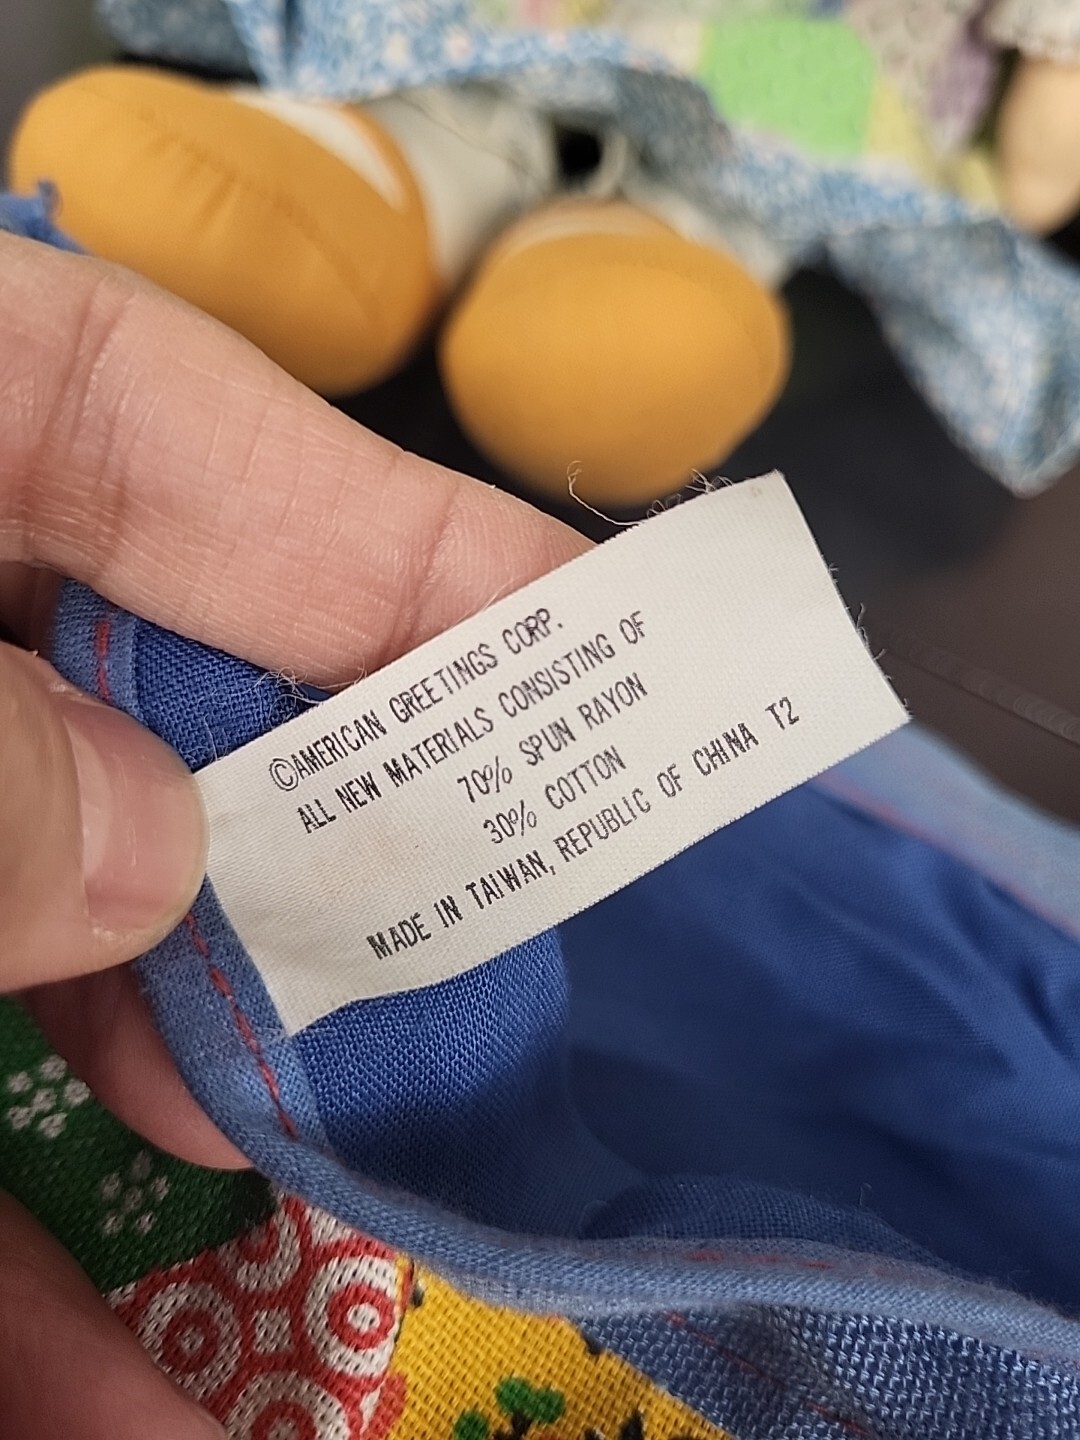 ©AMERICAN GREETINGS CORP.
ALL NEW MATERIALS CONSISTING OF
70% SPUN RAYON
30% COTTON
MADE IN TAIWAN, REPUBLIC OF CHINA T2